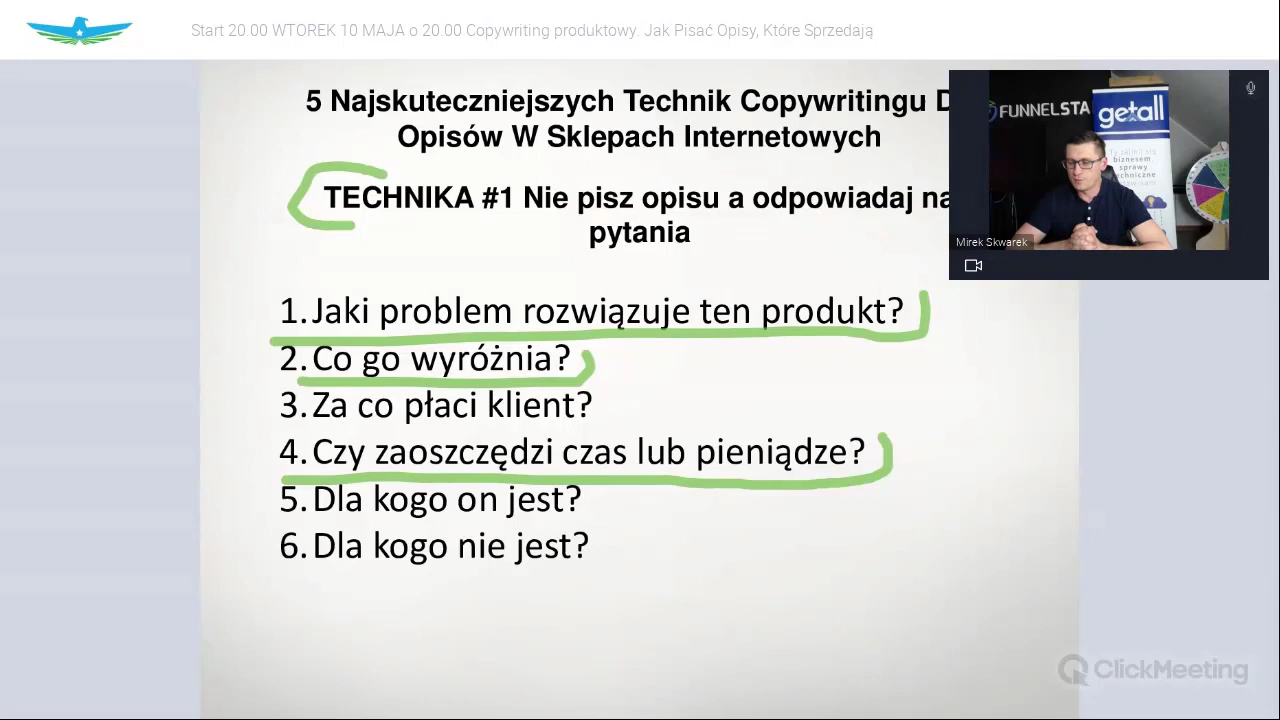 Start 20.00 WTOREK 10 MAJA o 20.00 Copywriting produktowy. Jak Pisać Opisy, Które Sprzedają
5 Najskuteczniejszych Technik Copywritingu D
Opisów W Sklepach Internetowych
TECHNIKA #1 Nie pisz opisu a odpowiadaj na
pytania
1. Jaki problem rozwiązuje ten produkt?
2. Co go wyróżnia?
3. Za co płaci klient?
4. Czy zaoszczędzi czas lub pieniądze?
5. Dla kogo on jest?
6. Dla kogo nie jest?
FUNNELSTA
getall
biznesem
sprawy
techniczne
Mirek Skwarek
ClickMeeting